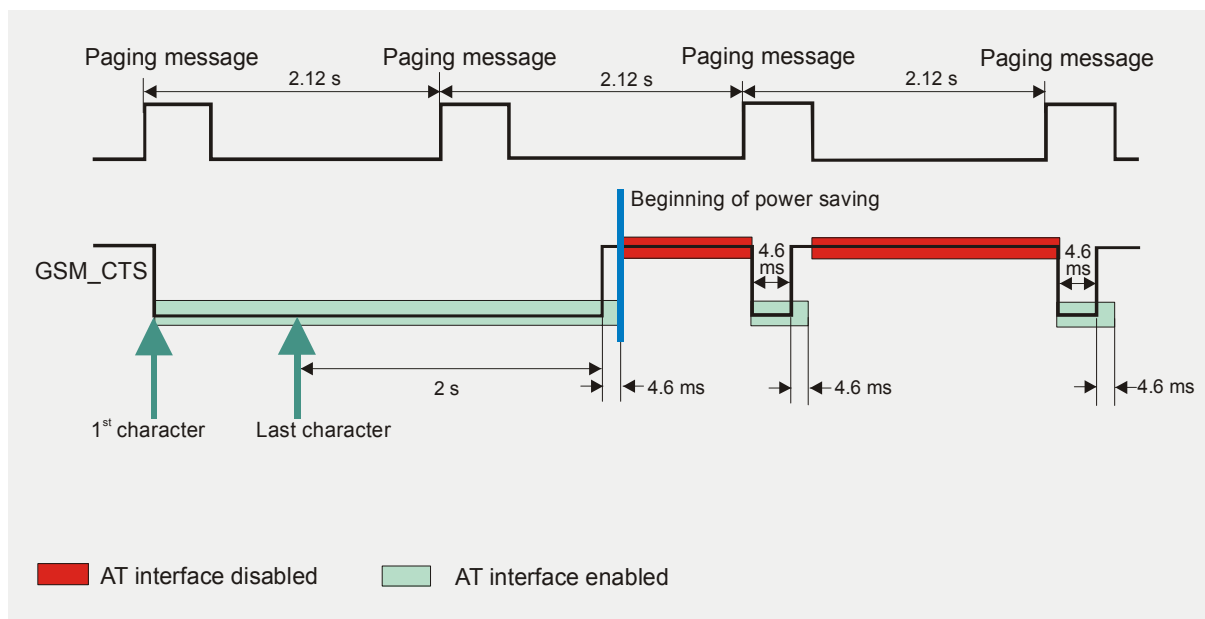 Paging message Paging message Paging message Paging message
2.12 s 2.12 s 2.12 s
Beginning of power saving
GSM_CTS
4.6
ms
4.6
ms
2 s
4.6 ms
4.6 ms
4.6 ms
1st character
Last character
AT interface disabled
AT interface enabled